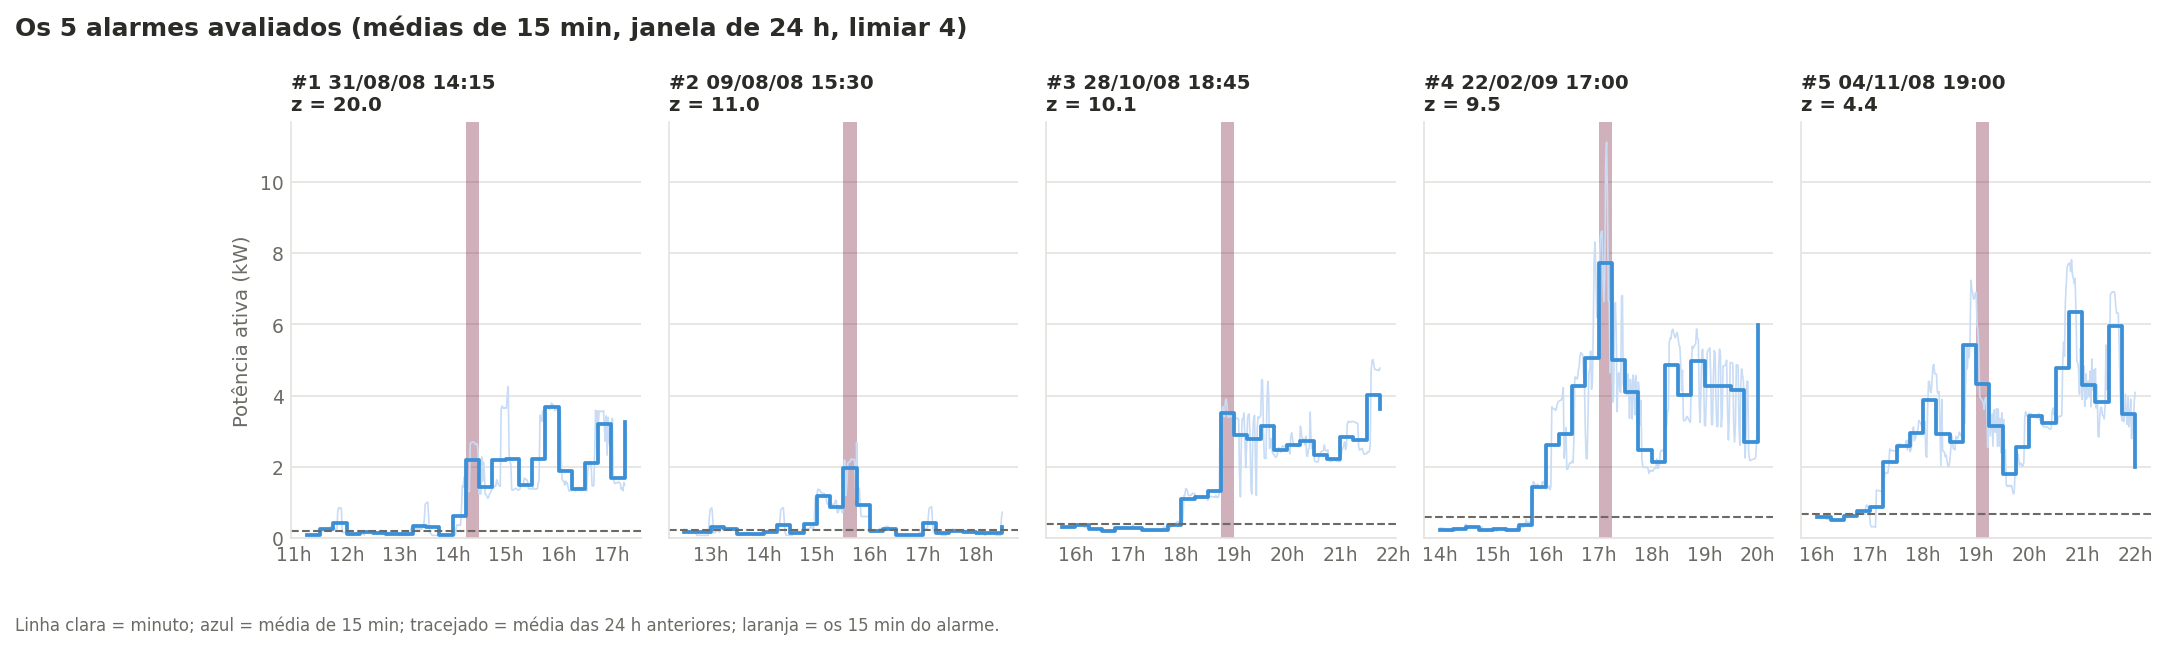 Os 5 alarmes avaliados (médias de 15 min, janela de 24 h, limiar 4)
#1 31/08/08 14:15
z = 20.0
#2 09/08/08 15:30
z = 11.0
#3 28/10/08 18:45
z = 10.1
#4 22/02/09 17:00
z = 9.5
#5 04/11/08 19:00
z = 4.4
Potência ativa (kW)
10
8
6
4
2
0
11h 12h 13h 14h 15h 16h 17h
13h 14h 15h 16h 17h 18h
16h 17h 18h 19h 20h 21h 22h
14h 15h 16h 17h 18h 19h 20h
16h 17h 18h 19h 20h 21h 22h
Linha clara = minuto; azul = média de 15 min; tracejado = média das 24 h anteriores; laranja = os 15 min do alarme.